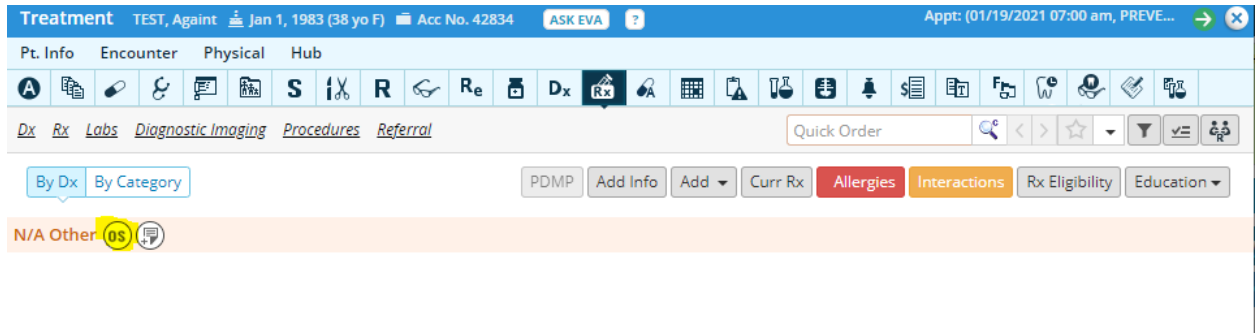 Treatment TEST, Againt Jan 1, 1983 (38 yo F) Acc No. 42834 ASK EVA ? Appt: (01/19/2021 07:00 am, PREVE...
Pt. Info Encounter Physical Hub
A S R Re Dx Rx A $ T F
Dx Rx Labs Diagnostic Imaging Procedures Referral Quick Order C R
By Dx By Category PDMP Add Info Add Curr Rx Allergies Interactions Rx Eligibility Education
N/A Other OS